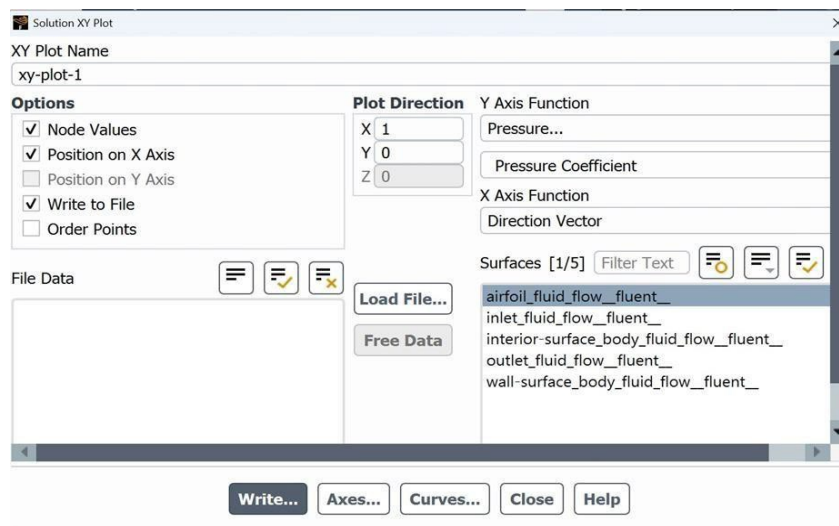 Solution XY Plot
XY Plot Name
xy-plot-1
Options
Node Values
Position on X Axis
Position on Y Axis
Write to File
Order Points
Plot Direction
X 1
Y 0
Z 0
Y Axis Function
Pressure...
Pressure Coefficient
X Axis Function
Direction Vector
File Data
Load File...
Free Data
Surfaces [1/5] Filter Text
airfoil_fluid_flow__fluent__
inlet_fluid_flow__fluent__
interior-surface_body_fluid_flow__fluent__
outlet_fluid_flow__fluent__
wall-surface_body_fluid_flow__fluent__
Write... Axes... Curves... Close Help